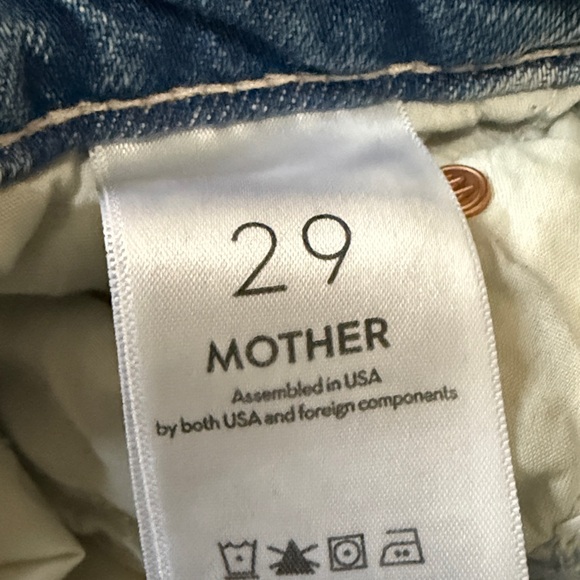 29
MOTHER
Assembled in USA
by both USA and foreign components